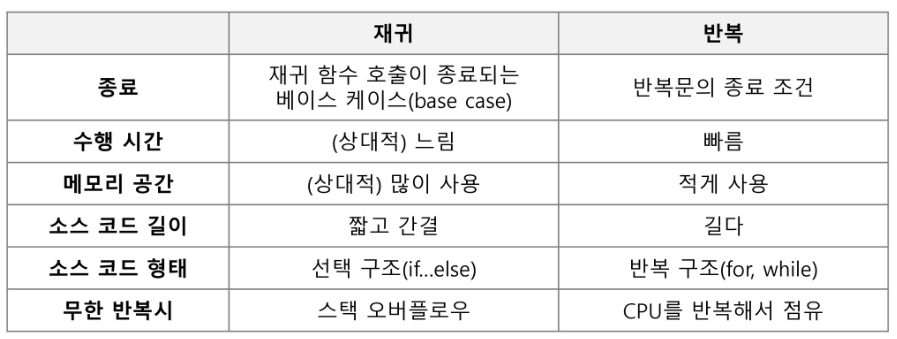 재귀 반복
종료 재귀 함수 호출이 종료되는 베이스 케이스(base case) 반복문의 종료 조건
수행 시간 (상대적) 느림 빠름
메모리 공간 (상대적) 많이 사용 적게 사용
소스 코드 길이 짧고 간결 길다
소스 코드 형태 선택 구조(if...else) 반복 구조(for, while)
무한 반복시 스택 오버플로우 CPU를 반복해서 점유